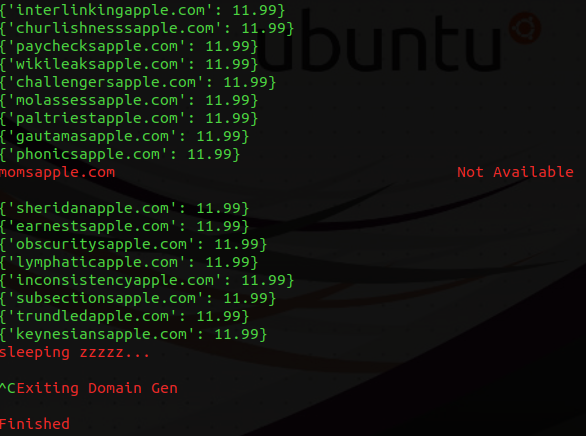 {'interlinkingapple.com': 11.99}
{'churlishnesssapple.com': 11.99}
{'paychecksapple.com': 11.99}
{'wikileaksapple.com': 11.99}
{'challengersapple.com': 11.99}
{'molassessapple.com': 11.99}
{'paltriestapple.com': 11.99}
{'gautamasapple.com': 11.99}
{'phonicsapple.com': 11.99}
ubuntu
momsapple.com Not Available
{'sheridanapple.com': 11.99}
{'earnestsapple.com': 11.99}
{'obscuritysapple.com': 11.99}
{'lymphaticapple.com': 11.99}
{'inconsistencyapple.com': 11.99}
{'subsectionsapple.com': 11.99}
{'trundledapple.com': 11.99}
{'keynesiansapple.com': 11.99}
sleeping zzzzz...
^CExiting Domain Gen
Finished